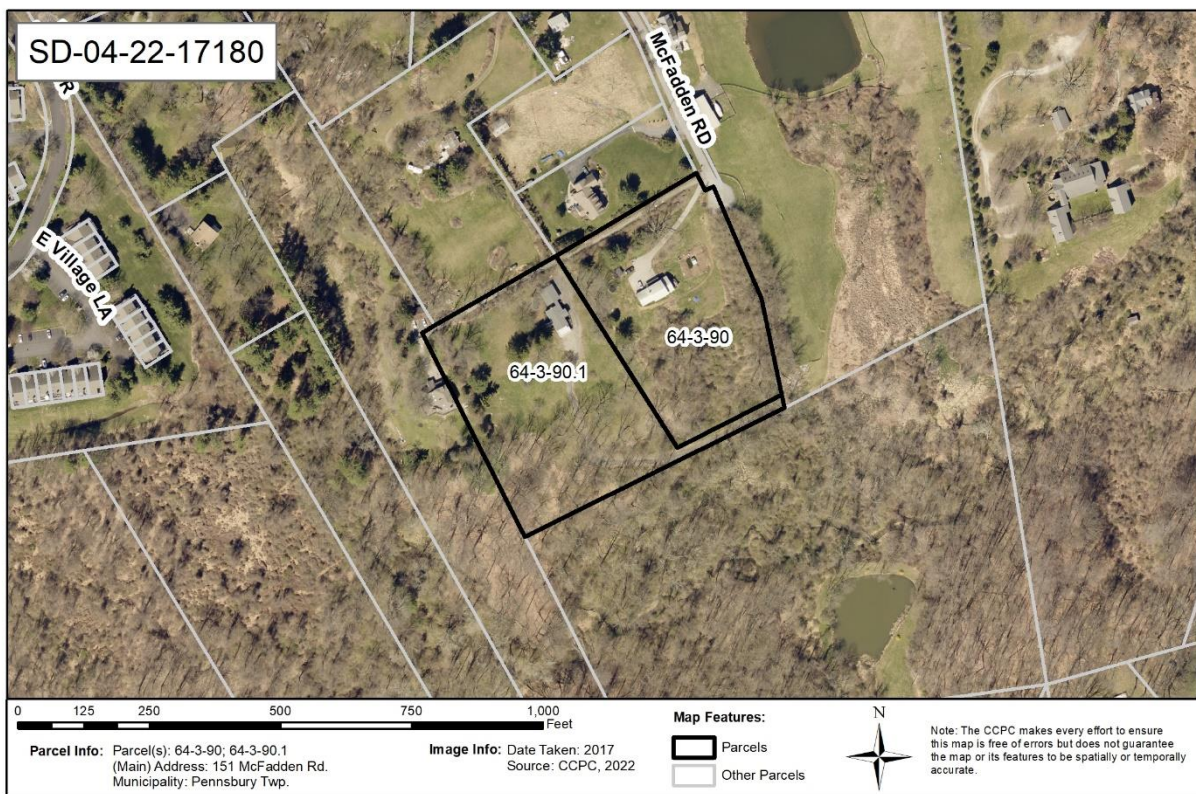 SD-04-22-17180
R
McFadden RD
E Village LA
64-3-90
64-3-90.1
0 125 250 500 750 1,000
Feet
Parcel Info: Parcel(s): 64-3-90; 64-3-90.1
(Main) Address: 151 McFadden Rd.
Municipality: Pennsbury Twp.
Image Info: Date Taken: 2017
Source: CCPC, 2022
Map Features:
Parcels
Other Parcels
N
Note: The CCPC makes every effort to ensure
this map is free of errors but does not guarantee
the map or its features to be spatially or temporally
accurate.